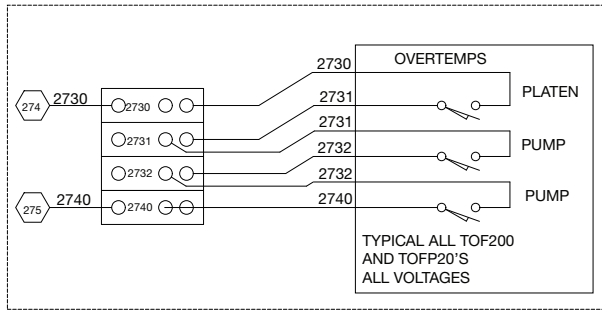 274
2730
2730
2731
2732
2740
275
2740
2730
2731
2731
2732
2732
2740
OVERTEMPS
PLATEN
PUMP
PUMP
TYPICAL ALL TOF200
AND TOFP20'S
ALL VOLTAGES